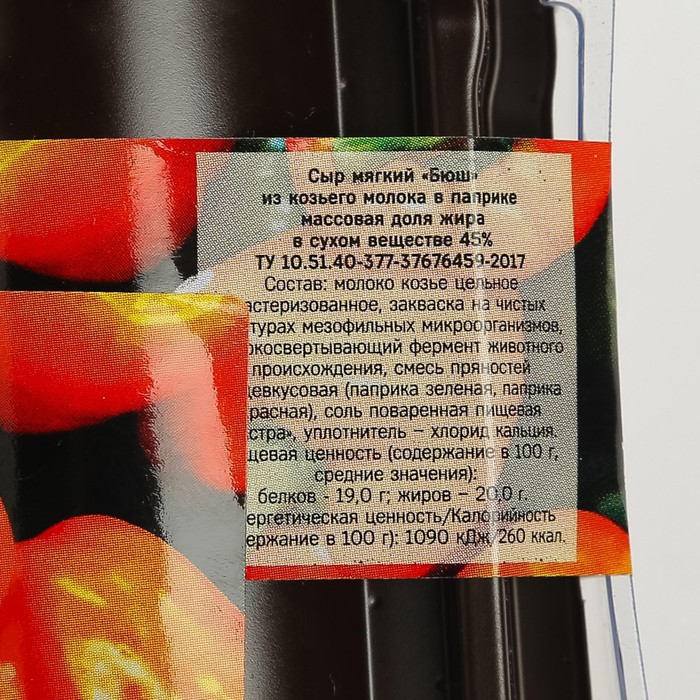 Сыр мягкий «Бюш»
из козьего молока в паприке
массовая доля жира
в сухом веществе 45%
ТУ 10.51.40-377-37676459-2017
Состав: молоко козье цельное
астеризованное, закваска на чистых
турах мезофильных микроорганизмов,
окосвертывающий фермент животного
происхождения, смесь пряностей
цевкусовая (паприка зеленая, паприка
расная), соль поваренная пищевая
стра», уплотнитель – хлорид кальция.
щевая ценность (содержание в 100 г,
средние значения):
белков - 19,0 г; жиров – 20,0 г.
ергетическая ценность/Калорийность
ержание в 100 г): 1090 кДж/260 ккал.